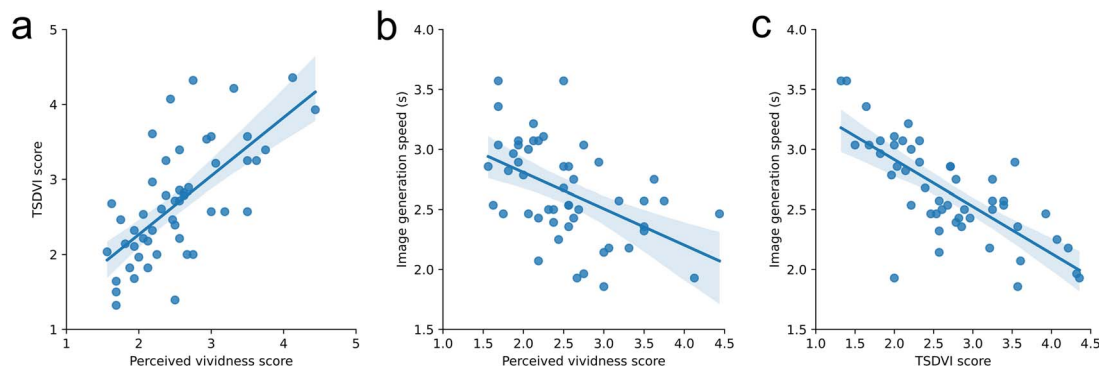 a
5
4
3
2
1
TSDVI score
1 2 3 4 5
Perceived vividness score
b
4.0
3.5
3.0
2.5
2.0
1.5
Image generation speed (s)
1.0 1.5 2.0 2.5 3.0 3.5 4.0 4.5
Perceived vividness score
c
4.0
3.5
3.0
2.5
2.0
1.5
Image generation speed (s)
1.0 1.5 2.0 2.5 3.0 3.5 4.0 4.5
TSDVI score